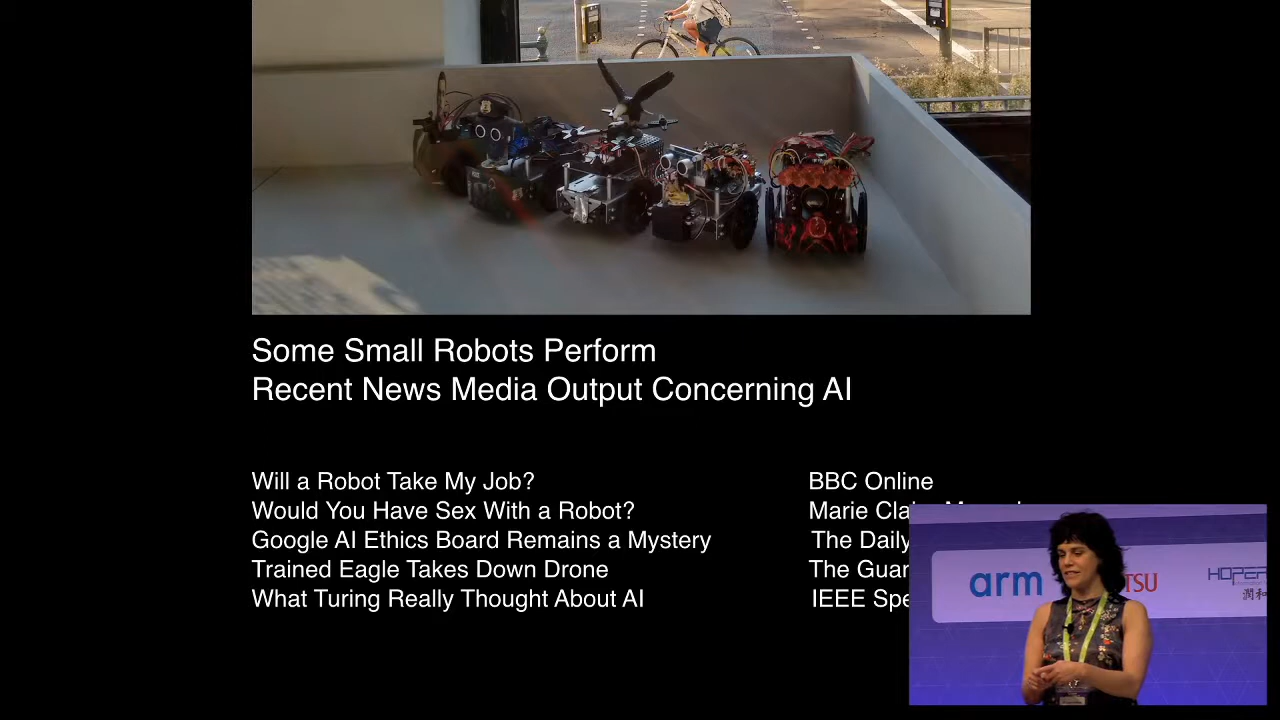 Some Small Robots Perform
Recent News Media Output Concerning AI
Will a Robot Take My Job? BBC Online
Would You Have Sex With a Robot? Marie
Google AI Ethics Board Remains a Mystery The Daily
Trained Eagle Takes Down Drone The
What Turing Really Thought About AI IEEE
arm